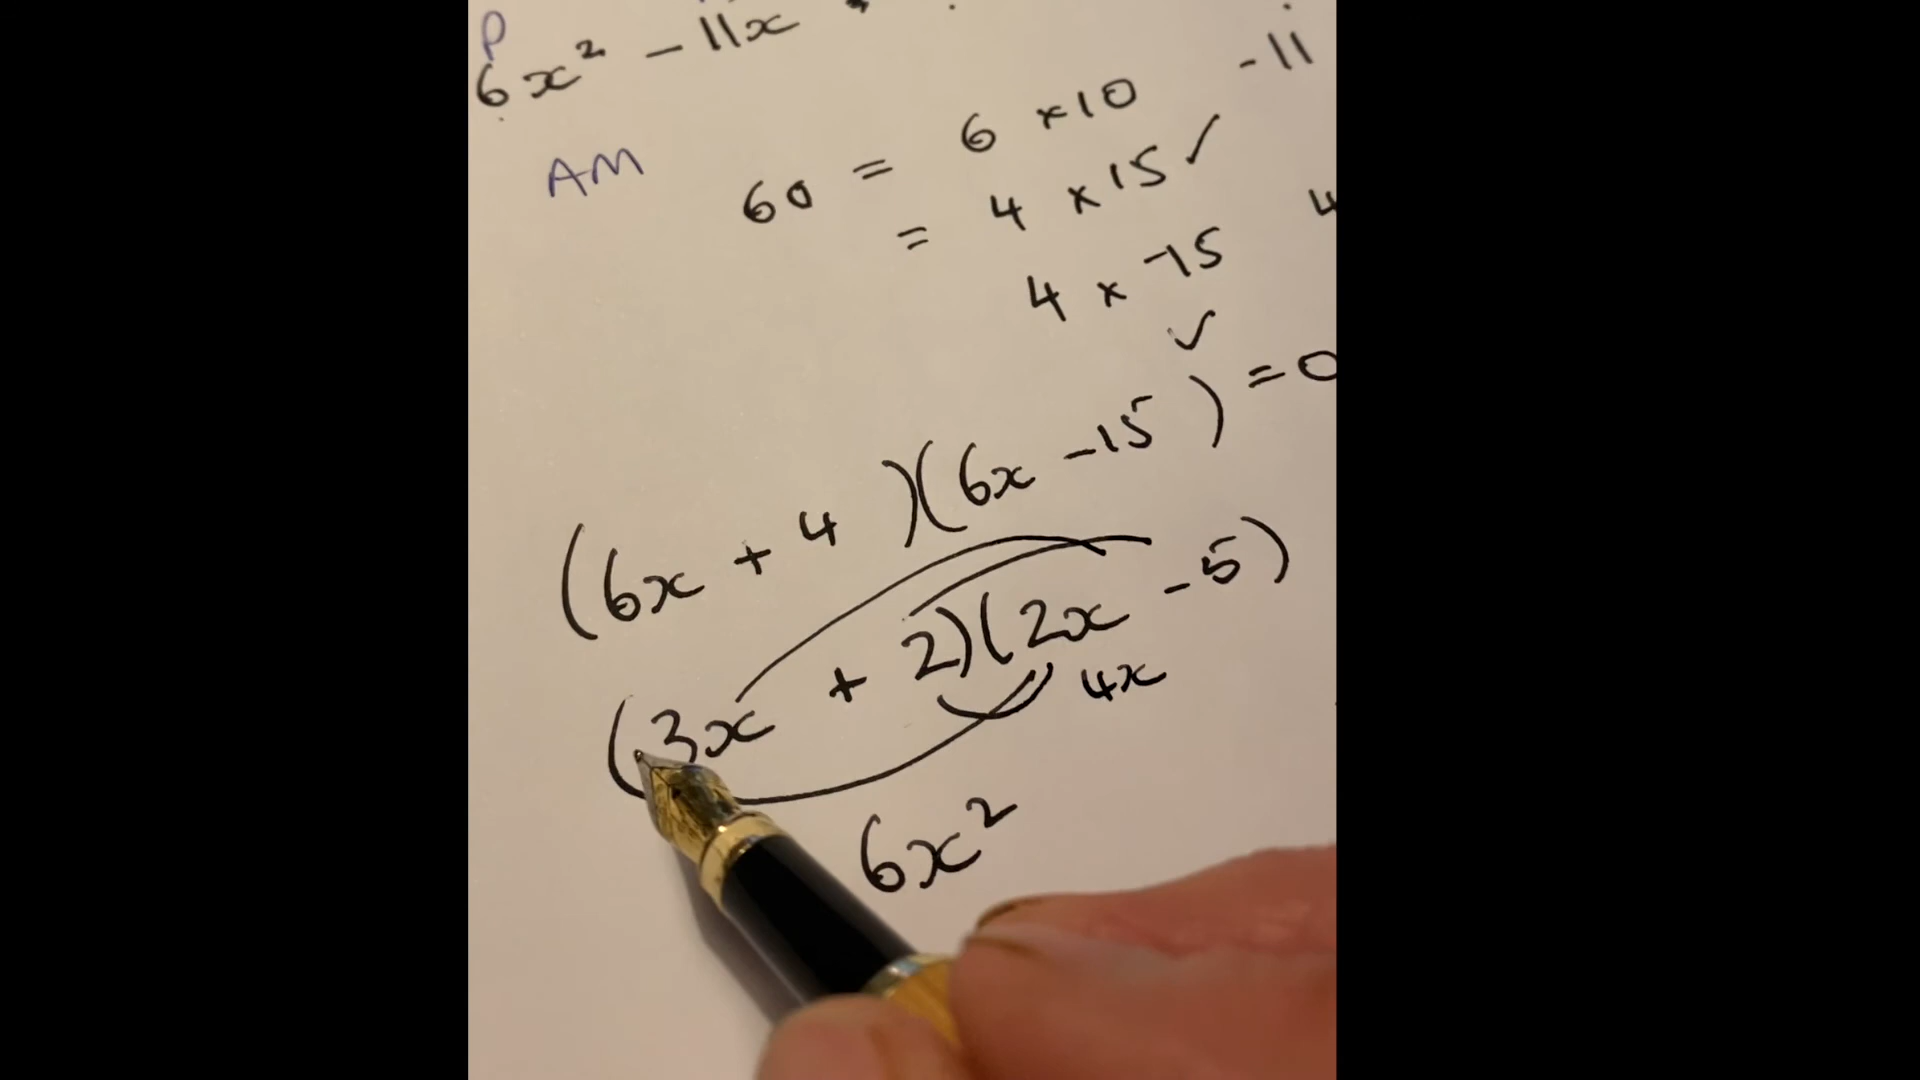 P
6x² - 11x
AM
60 = 6 × 10 -11
= 4 × 15 ✓
4 × -15 4
✓
(6x + 4)(6x - 15) = 0
(3x + 2)(2x - 5)
4x
6x²